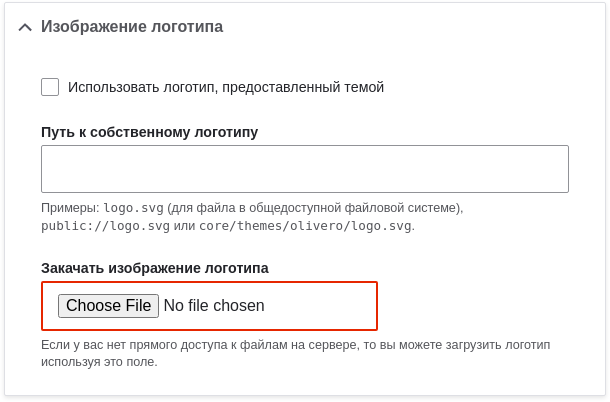 Изображение логотипа
Использовать логотип, предоставленный темой
Путь к собственному логотипу
Примеры: logo.svg (для файла в общедоступной файловой системе),
public://logo.svg или core/themes/olivero/logo.svg.
Закачать изображение логотипа
Choose File No file chosen
Если у вас нет прямого доступа к файлам на сервере, то вы можете загрузить логотип
используя это поле.